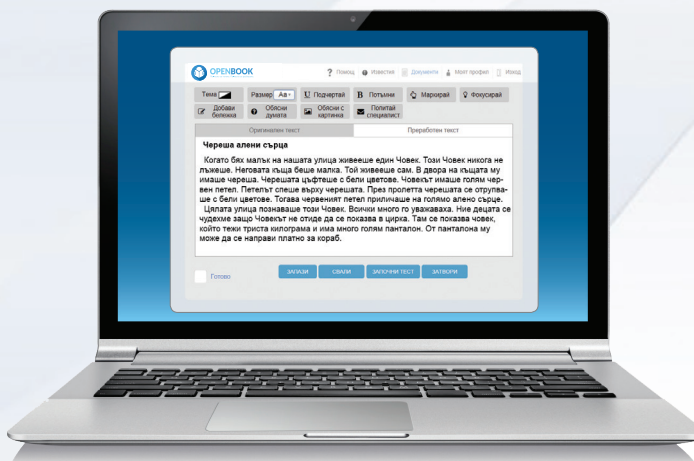 OPENBOOK
? Помощ Известия Документи Моят профил Изход
Тема Размер Aa U Подчертай B Потъмни Маркирай Фокусирай
Добави бележка Обясни думата Обясни с картинка Попитай специалист
Оригинален текст Преработен текст
Череша алени сърца
Когато бях малък на нашата улица живееше един Човек. Този Човек никога не
лъжеше. Неговата къща беше малка. Той живееше сам. В двора на къщата му
имаше череша. Черешата цъфтеше с бели цветове. Човекът имаше голям чер-
вен петел. Петелът спеше върху черешата. През пролетта черешата се отрупва-
ше с бели цветове. Тогава червеният петел приличаше на голямо алено сърце.
Цялата улица познаваше този Човек. Всички много го уважаваха. Ние децата се
чудехме защо Човекът не отиде да се показва в цирка. Там се показва човек,
който тежи триста килограма и има много голям панталон. От панталона му
може да се направи платно за кораб.
Готово ЗАПАЗИ СВАЛИ ЗАПОЧНИ ТЕСТ ЗАТВОРИ